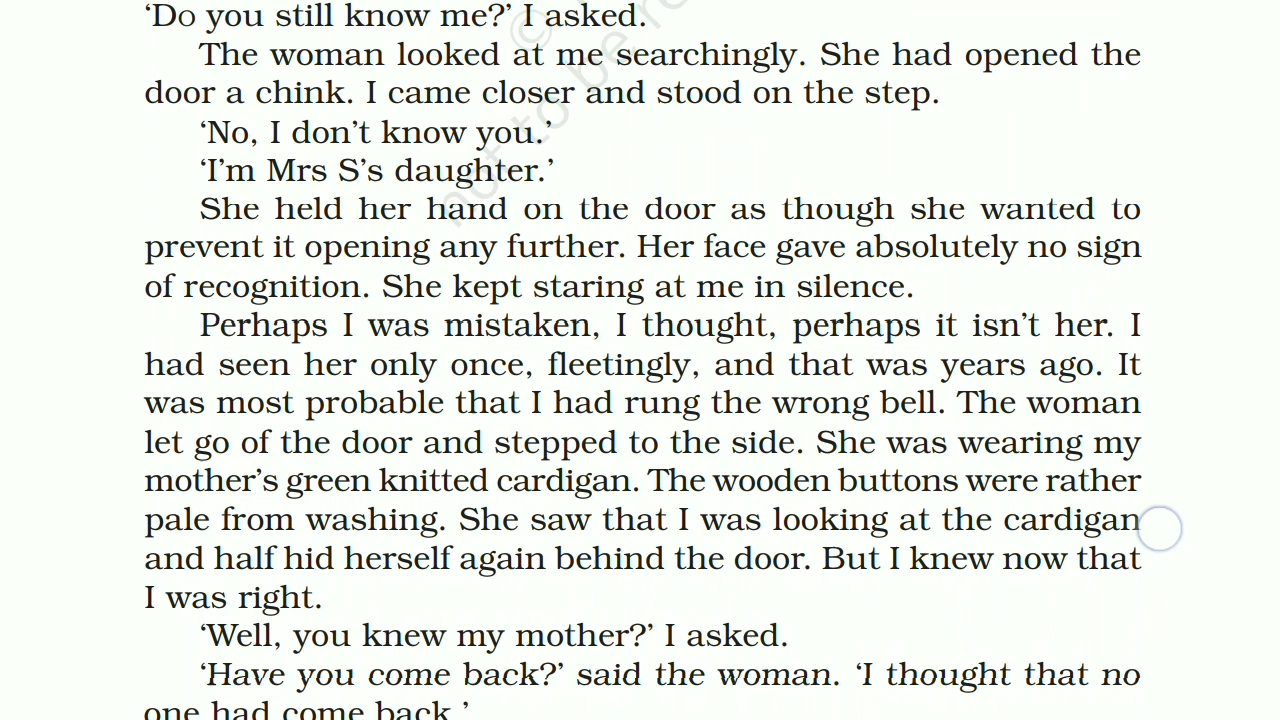 ‘Do you still know me?’ I asked.
The woman looked at me searchingly. She had opened the
door a chink. I came closer and stood on the step.
‘No, I don’t know you.’
‘I’m Mrs S’s daughter.’
She held her hand on the door as though she wanted to
prevent it opening any further. Her face gave absolutely no sign
of recognition. She kept staring at me in silence.
Perhaps I was mistaken, I thought, perhaps it isn’t her. I
had seen her only once, fleetingly, and that was years ago. It
was most probable that I had rung the wrong bell. The woman
let go of the door and stepped to the side. She was wearing my
mother’s green knitted cardigan. The wooden buttons were rather
pale from washing. She saw that I was looking at the cardigan
and half hid herself again behind the door. But I knew now that
I was right.
‘Well, you knew my mother?’ I asked.
‘Have you come back?’ said the woman. ‘I thought that no
one had come back.’
© not to be re